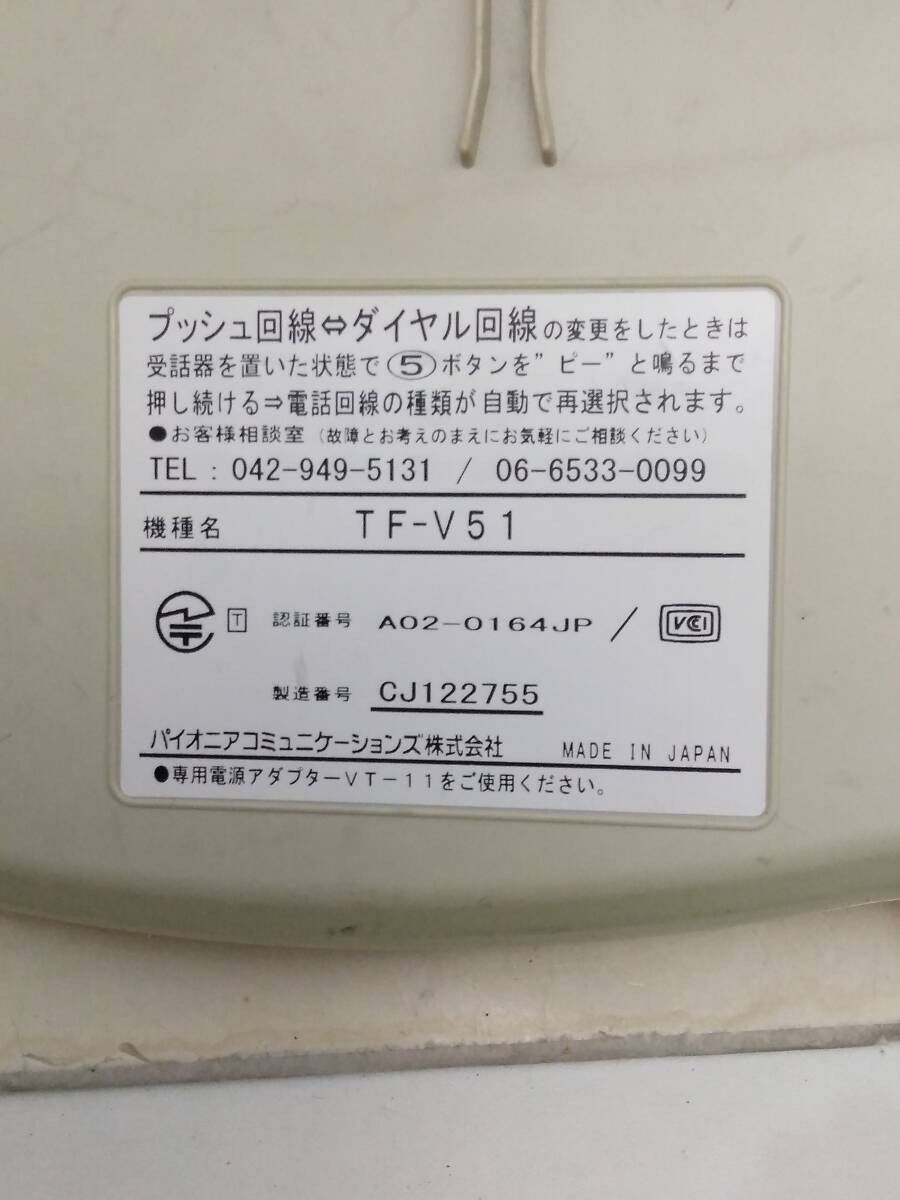 プッシュ回線⇔ダイヤル回線の変更をしたときは
受話器を置いた状態で⑤ボタンを”ピー”と鳴るまで
押し続ける⇒電話回線の種類が自動で再選択されます。
●お客様相談室（故障とお考えのまえにお気軽にご相談ください）
TEL : 042-949-5131 / 06-6533-0099
機種名 TF-V51
T 認証番号 A02-0164JP / VCCI
製造番号 CJ122755
パイオニアコミュニケーションズ株式会社 MADE IN JAPAN
●専用電源アダプターVT-11をご使用ください。